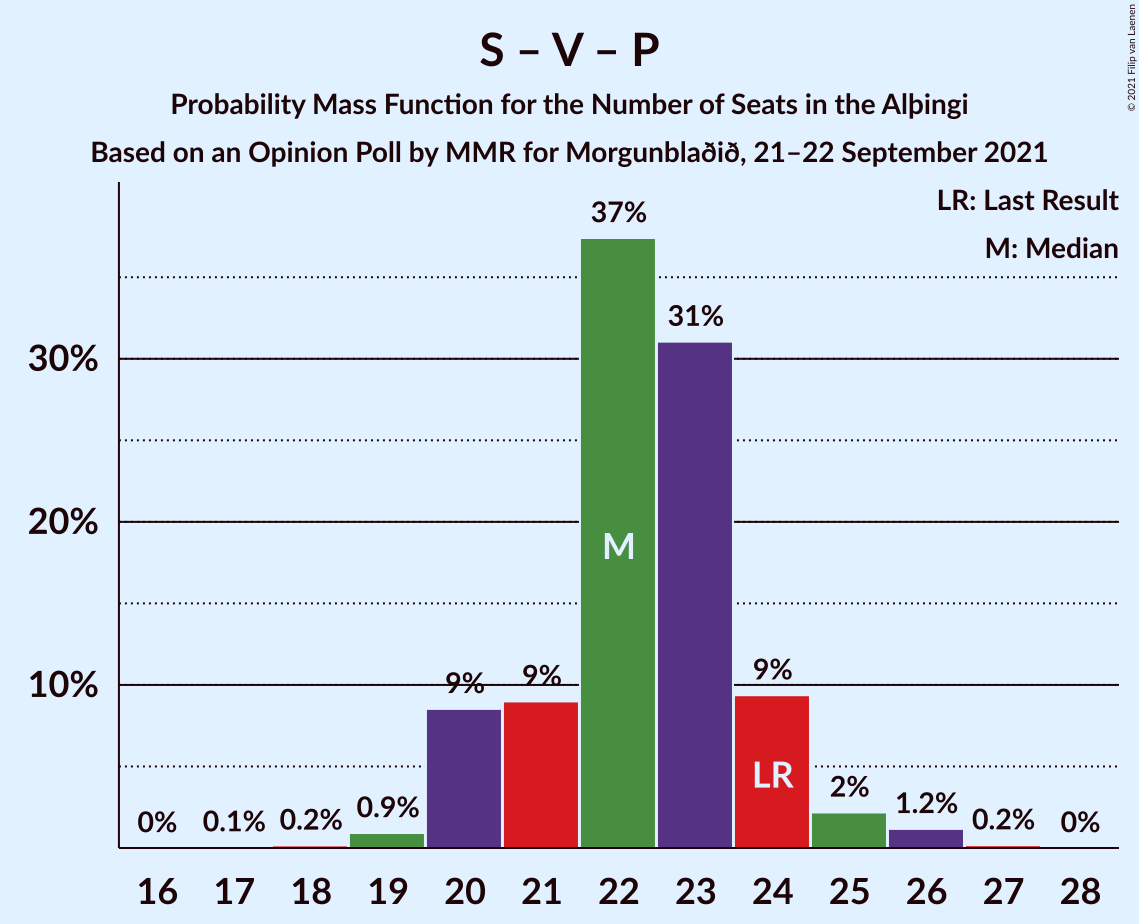 S – V – P
Probability Mass Function for the Number of Seats in the Alþingi
Based on an Opinion Poll by MMR for Morgunblaðið, 21–22 September 2021
© 2021 Filip van Laenen
LR: Last Result
M: Median
37%
31%
30%
20%
M
10%
9%
9%
9%
LR
0%
0.1%
0.2%
0.9%
2%
1.2%
0.2%
0%
16 17 18 19 20 21 22 23 24 25 26 27 28